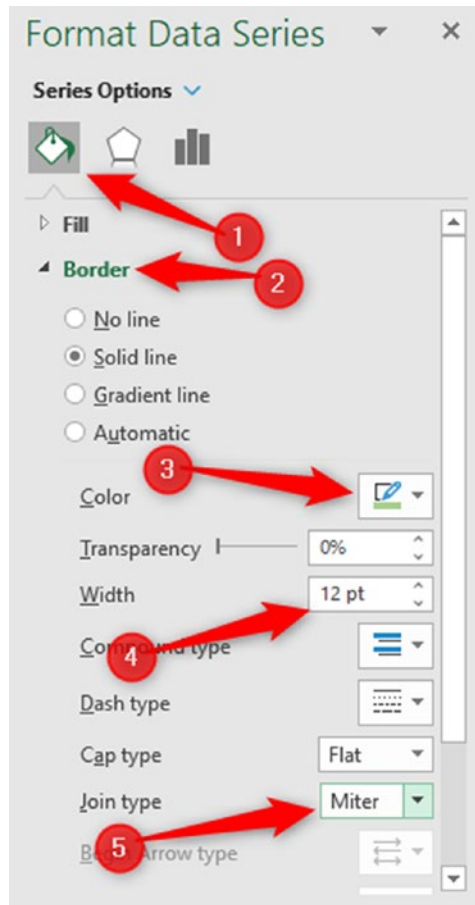 Format Data Series
Series Options
Fill
1
Border
2
No line
Solid line
Gradient line
Automatic
3
Color
Transparency 0%
Width 12 pt
Compound type
4
Dash type
Cap type Flat
Join type Miter
5
Begin Arrow type